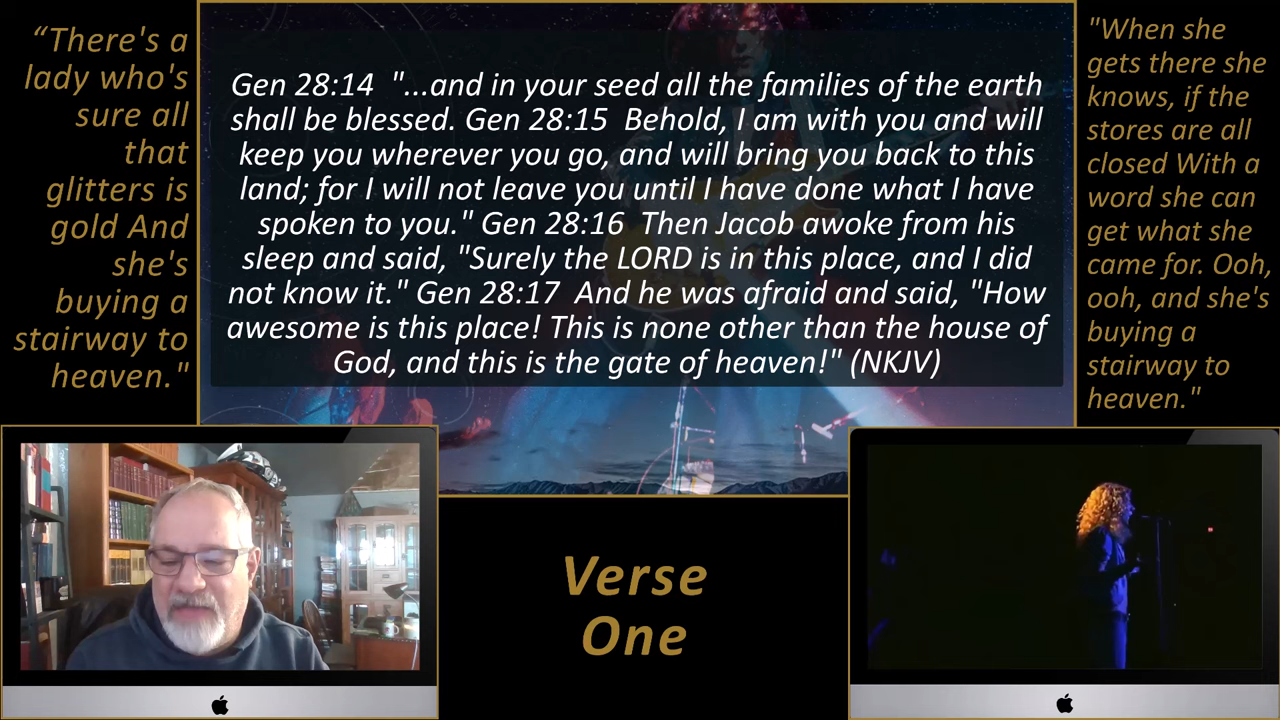 “There's a
lady who's
sure all
that
glitters is
gold And
she's
buying a
stairway to
heaven."
Gen 28:14  "...and in your seed all the families of the earth
shall be blessed. Gen 28:15  Behold, I am with you and will
keep you wherever you go, and will bring you back to this
land; for I will not leave you until I have done what I have
spoken to you." Gen 28:16  Then Jacob awoke from his
sleep and said, "Surely the LORD is in this place, and I did
not know it." Gen 28:17  And he was afraid and said, "How
awesome is this place! This is none other than the house of
God, and this is the gate of heaven!" (NKJV)
"When she
gets there she
knows, if the
stores are all
closed With a
word she can
get what she
came for. Ooh,
ooh, and she's
buying a
stairway to
heaven."
Verse
One